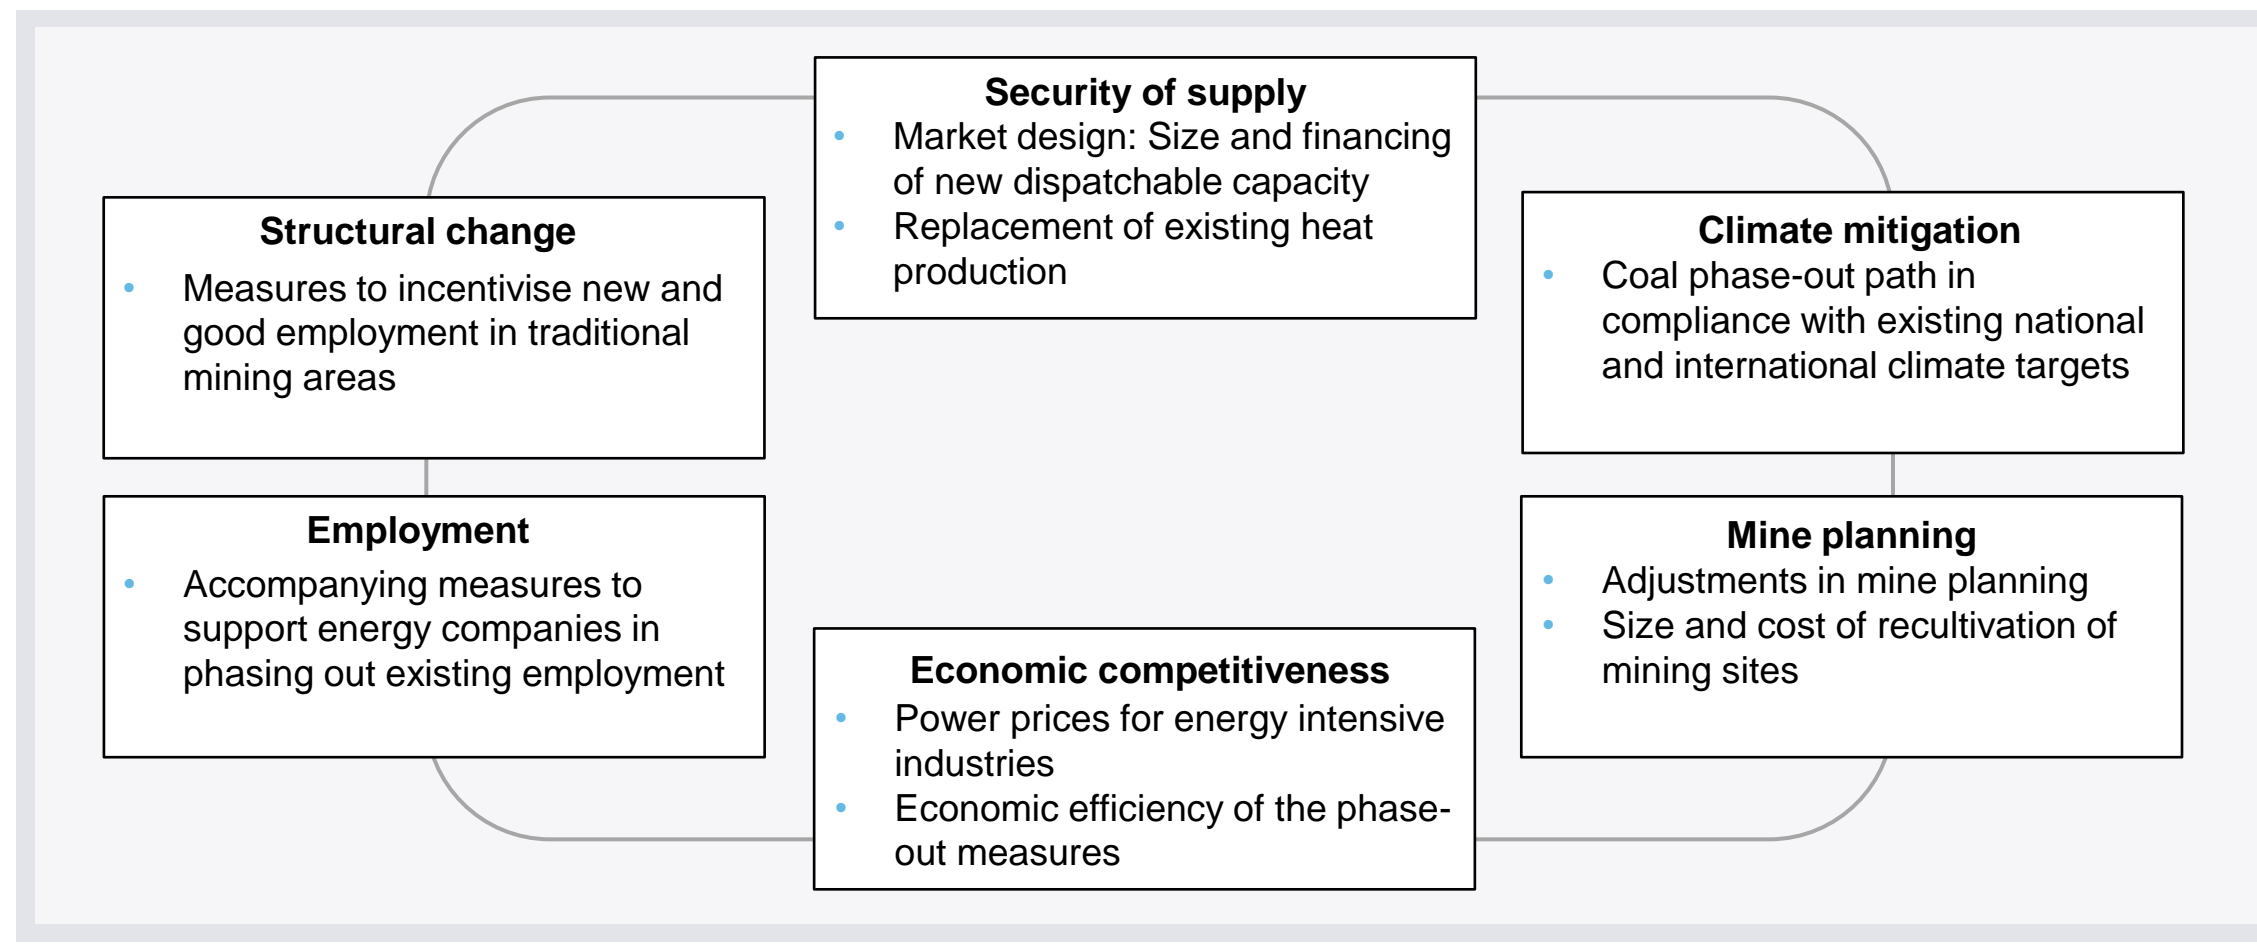 Security of supply
• Market design: Size and financing
of new dispatchable capacity
• Replacement of existing heat
production
Structural change
• Measures to incentivise new and
good employment in traditional
mining areas
Climate mitigation
• Coal phase-out path in
compliance with existing national
and international climate targets
Employment
• Accompanying measures to
support energy companies in
phasing out existing employment
Mine planning
• Adjustments in mine planning
• Size and cost of recultivation of
mining sites
Economic competitiveness
• Power prices for energy intensive
industries
• Economic efficiency of the phase-
out measures